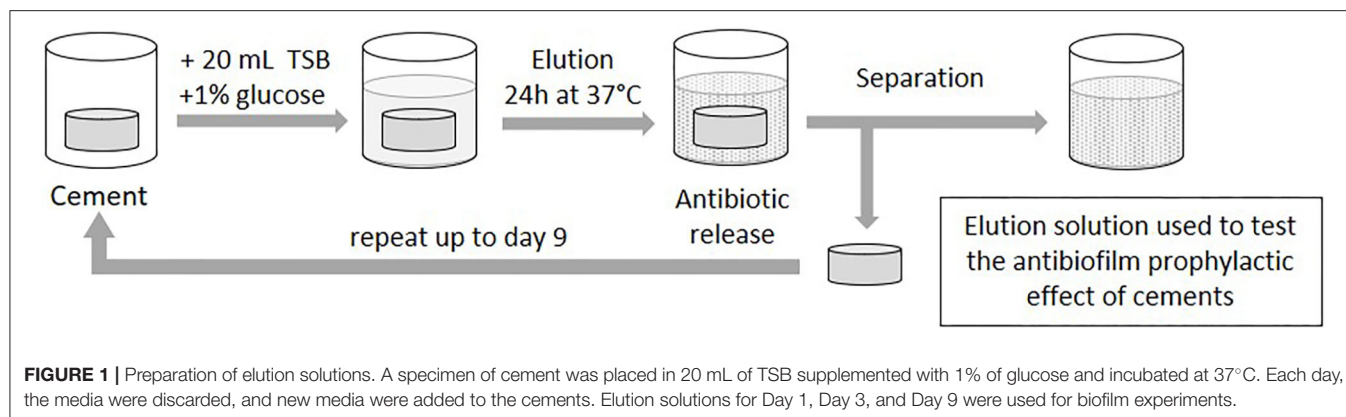 + 20 mL TSB
+1% glucose
Elution
24h at 37°C
Separation
Cement
Antibiotic
release
repeat up to day 9
Elution solution used to test
the antibiofilm prophylactic
effect of cements
FIGURE 1 | Preparation of elution solutions. A specimen of cement was placed in 20 mL of TSB supplemented with 1% of glucose and incubated at 37°C. Each day,
the media were discarded, and new media were added to the cements. Elution solutions for Day 1, Day 3, and Day 9 were used for biofilm experiments.